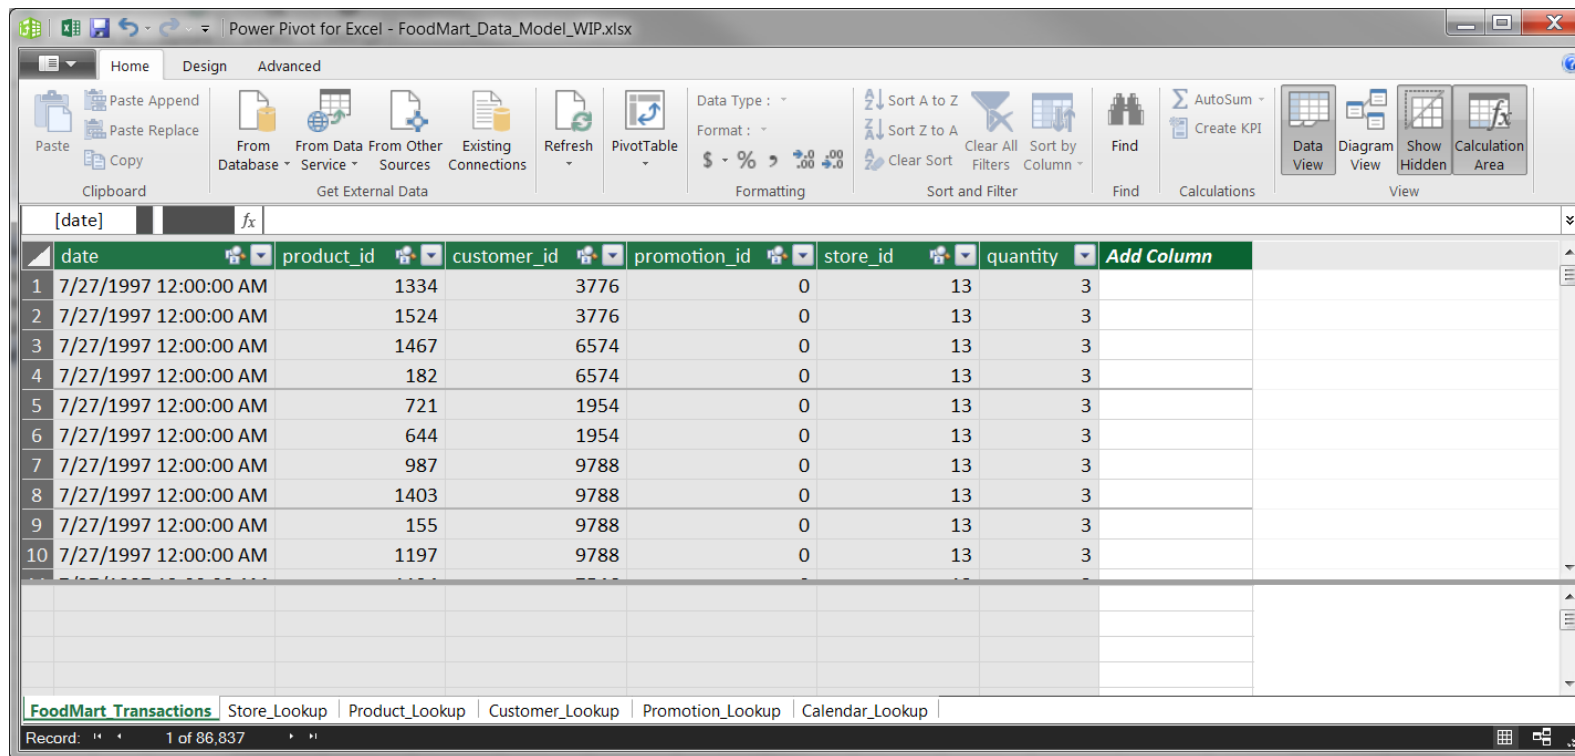 Power Pivot for Excel - FoodMart_Data_Model_WIP.xlsx
Home Design Advanced
Paste
Paste Append
Paste Replace
Copy
Clipboard
From Database
From Data Service
From Other Sources
Existing Connections
Get External Data
Refresh
PivotTable
Data Type :
Format :
$ % .00 .00
Formatting
Sort A to Z
Sort Z to A
Clear Sort
Clear All Filters
Sort by Column
Sort and Filter
Find
Find
AutoSum
Create KPI
Calculations
Data View
Diagram View
Show Hidden
Calculation Area
View
[date] fx
date product_id customer_id promotion_id store_id quantity Add Column
1 7/27/1997 12:00:00 AM 1334 3776 0 13 3
2 7/27/1997 12:00:00 AM 1524 3776 0 13 3
3 7/27/1997 12:00:00 AM 1467 6574 0 13 3
4 7/27/1997 12:00:00 AM 182 6574 0 13 3
5 7/27/1997 12:00:00 AM 721 1954 0 13 3
6 7/27/1997 12:00:00 AM 644 1954 0 13 3
7 7/27/1997 12:00:00 AM 987 9788 0 13 3
8 7/27/1997 12:00:00 AM 1403 9788 0 13 3
9 7/27/1997 12:00:00 AM 155 9788 0 13 3
10 7/27/1997 12:00:00 AM 1197 9788 0 13 3
FoodMart_Transactions Store_Lookup Product_Lookup Customer_Lookup Promotion_Lookup Calendar_Lookup
Record: 1 of 86,837